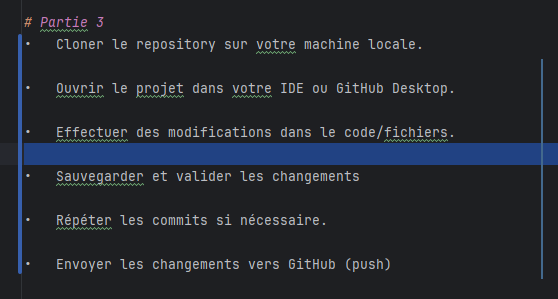 # Partie 3
• Cloner le repository sur votre machine locale.
• Ouvrir le projet dans votre IDE ou GitHub Desktop.
• Effectuer des modifications dans le code/fichiers.
• Sauvegarder et valider les changements
• Répéter les commits si nécessaire.
• Envoyer les changements vers GitHub (push)